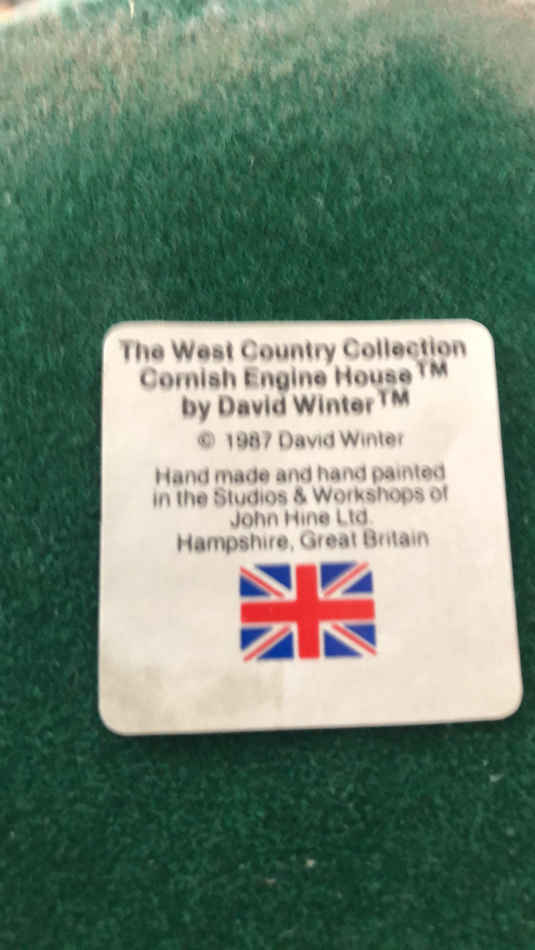 The West Country Collection
Cornish Engine House™
by David Winter™
© 1987 David Winter
Hand made and hand painted
in the Studios & Workshops of
John Hine Ltd.
Hampshire, Great Britain